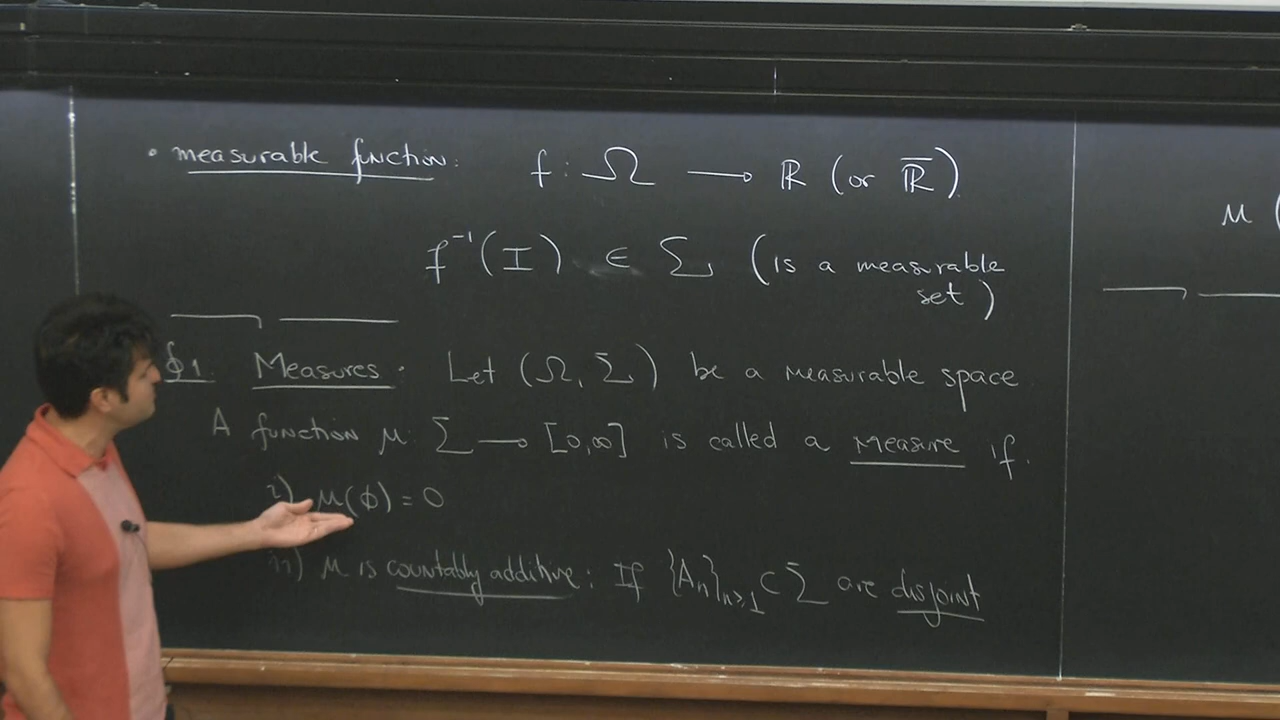 • measurable function: f : Ω → ℝ (or ℝ̅)
f⁻¹(I) ∈ Σ (is a measurable
set)
§1. Measures. Let (Ω, Σ) be a measurable space
A function μ: Σ → [0,∞] is called a measure if.
i) μ(ϕ) = 0
ii) μ is countably additive: If {Aₙ}ₙ≥₁ ⊂ Σ are disjoint
μ (